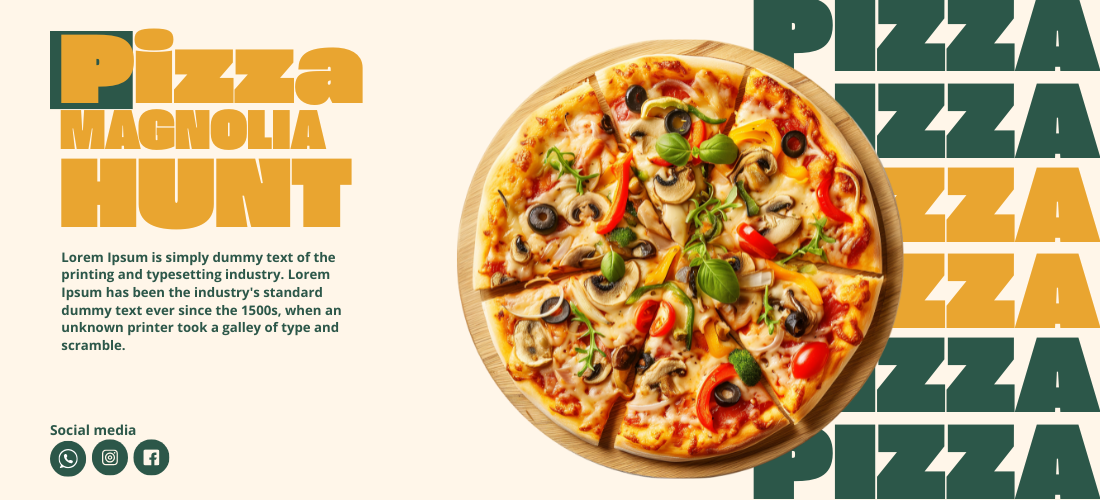 Pizza
MAGNOLIA
HUNT
Lorem Ipsum is simply dummy text of the
printing and typesetting industry. Lorem
Ipsum has been the industry's standard
dummy text ever since the 1500s, when an
unknown printer took a galley of type and
scramble.
Social media
PIZZA
PIZZA
PIZZA
PIZZA
PIZZA
PIZZA